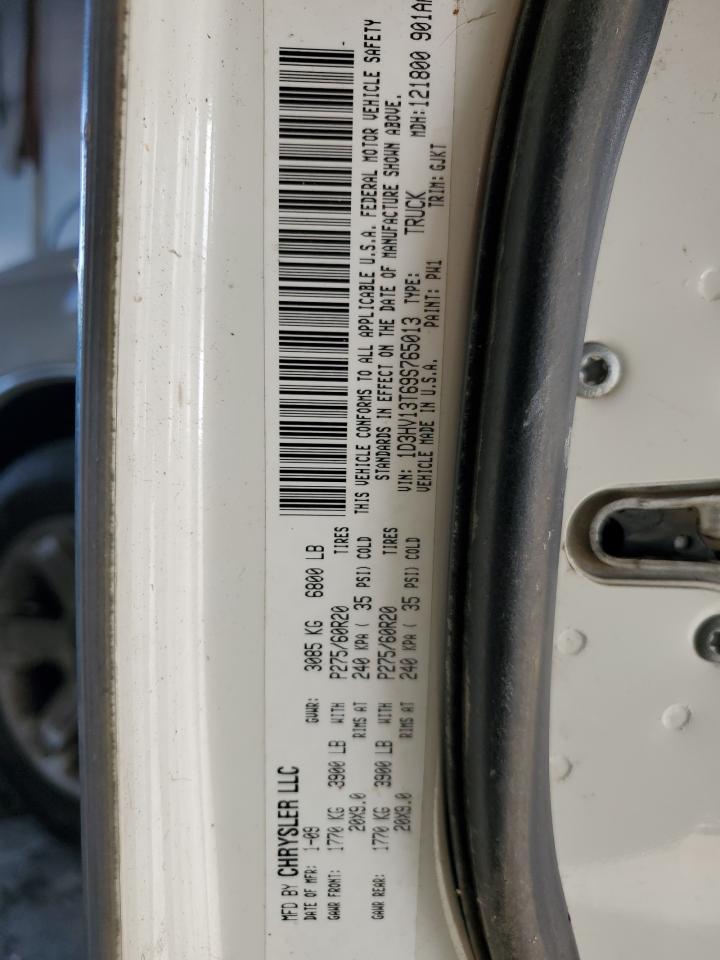 MFD BY CHRYSLER LLC
DATE OF MFR: 1-09 GVWR: 3085 KG 6800 LB
GAWR FRONT: 1770 KG 3900 LB WITH P275/60R20 TIRES
20X9.0 RIMS AT 240 KPA ( 35 PSI) COLD
GAWR REAR: 1770 KG 3900 LB WITH P275/60R20 TIRES
20X9.0 RIMS AT 240 KPA ( 35 PSI) COLD
THIS VEHICLE CONFORMS TO ALL APPLICABLE U.S.A. FEDERAL MOTOR VEHICLE SAFETY
STANDARDS IN EFFECT ON THE DATE OF MANUFACTURE SHOWN ABOVE.
VIN: 1D3HV13T69S765013 TYPE: TRUCK MDH: 121800 901
VEHICLE MADE IN U.S.A. PAINT: PW1 TRIM: GJKT